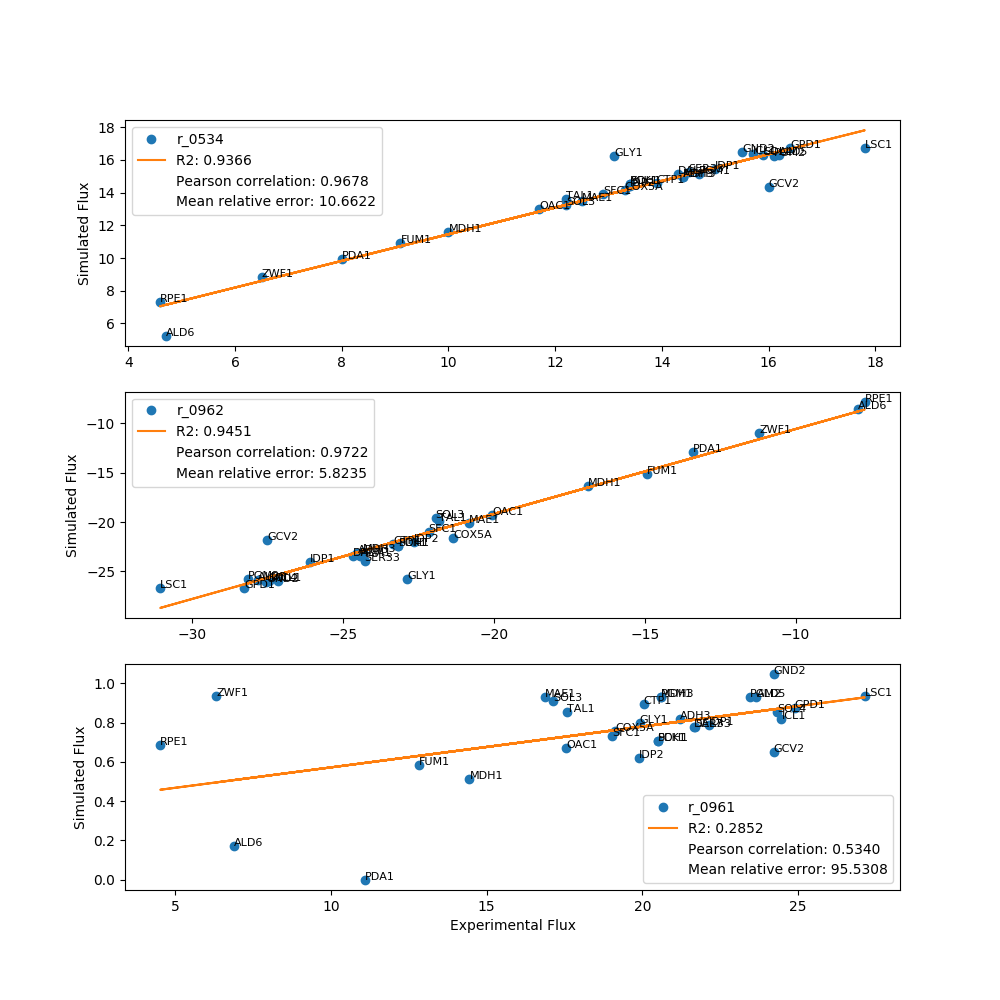 r_0534
R2: 0.9366
Pearson correlation: 0.9678
Mean relative error: 10.6622
Simulated Flux
18
16
14
12
10
8
6
4 6 8 10 12 14 16 18
RPE1
ALD6
ZWF1
PDA1
FUM1
MDH1
OAC1
TAL1
SOL3
MAE1
SFC1
COX5A
GLY1
CTP1
IDP1
GND2
GPD1
GCV2
LSC1
r_0962
R2: 0.9451
Pearson correlation: 0.9722
Mean relative error: 5.8235
Simulated Flux
−10
−15
−20
−25
−30 −25 −20 −15 −10
RPE1
ALD6
ZWF1
PDA1
FUM1
MDH1
OAC1
MAE1
SOL3
TAL1
SFC1
COX5A
GCV2
IDP1
SER33
GLY1
GPD1
LSC1
r_0961
R2: 0.2852
Pearson correlation: 0.5340
Mean relative error: 95.5308
Simulated Flux
1.0
0.8
0.6
0.4
0.2
0.0
5 10 15 20 25
Experimental Flux
ZWF1
RPE1
ALD6
PDA1
FUM1
MDH1
MAE1
SOL3
TAL1
OAC1
CTP1
GLY1
COX5A
SFC1
IDP2
ADH3
GND2
LSC1
GPD1
ICL1
GCV2